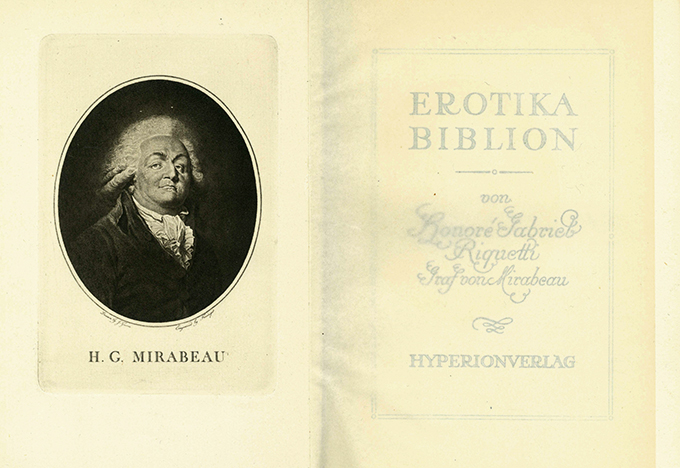 H. G. MIRABEAU
EROTIKA
BIBLION
von
Honoré Gabriel
Riquetti
Graf von Mirabeau
HYPERIONVERLAG